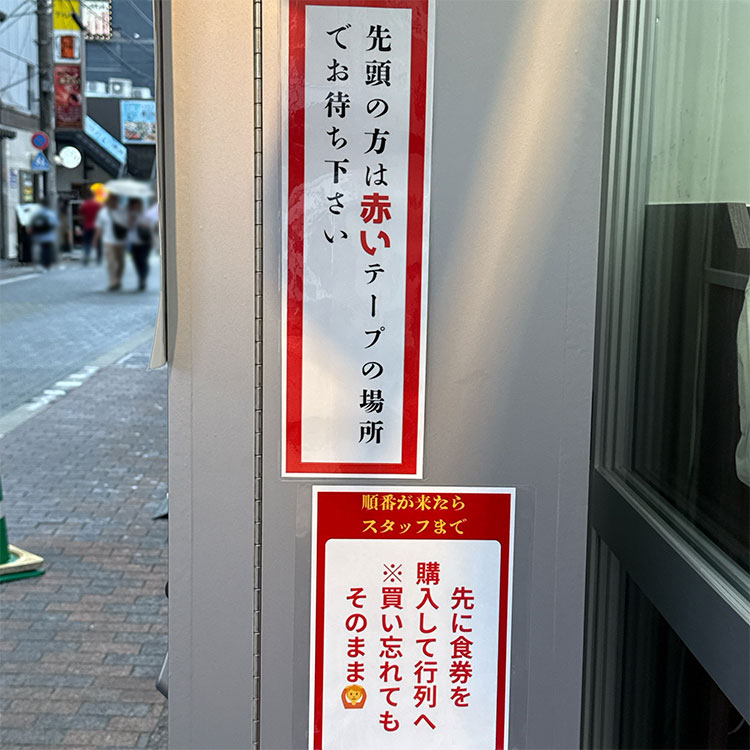 先頭の方は赤いテープの場所
でお待ち下さい
順番が来たら
スタッフまで
先に食券を
購入して行列へ
※買い忘れても
そのまま🙆